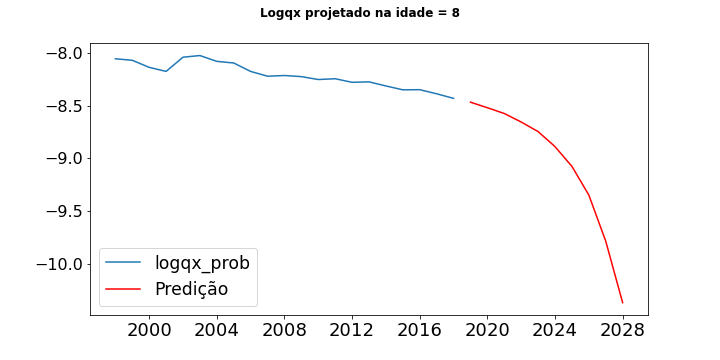 Logqx projetado na idade = 8
−8.0
−8.5
−9.0
−9.5
−10.0
logqx_prob
Predição
2000 2004 2008 2012 2016 2020 2024 2028